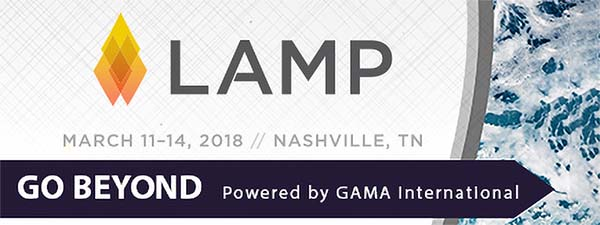 LAMP
MARCH 11–14, 2018 // NASHVILLE, TN
GO BEYOND Powered by GAMA International